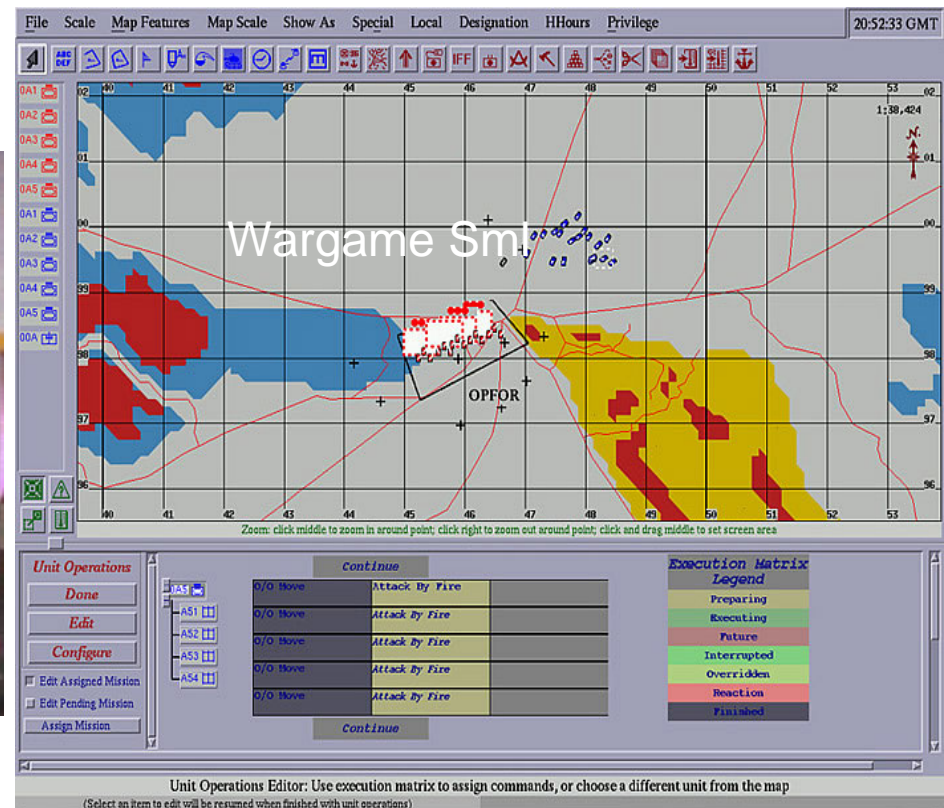 File Scale Map Features Map Scale Show As Special Local Designation HHours Privilege 20:52:33 GMT
ABC
DEF
IFF
40 41 42 43 44 45 46 47 48 49 50 51 52 53
02 02
1:38,424
N
01 01
00
99 99
98 98
97 97
96 96
0A1
0A2
0A3
0A4
0A5
0A1
0A2
0A3
0A4
0A5
00A
Wargame Sml
OPFOR
40 41 42 43 44 45 46 47 48 49 50 51 52 53
Zoom: click middle to zoom in around point; click right to zoom out around point; click and drag middle to set screen area
Unit Operations
Done
Edit
Configure
Edit Assigned Mission
Edit Pending Mission
Assign Mission
0A5
A51
A52
A53
A54
Continue
O/O Move Attack By Fire
O/O Move Attack By Fire
O/O Move Attack By Fire
O/O Move Attack By Fire
O/O Move Attack By Fire
Continue
Execution Matrix
Legend
Preparing
Executing
Future
Interrupted
Overridden
Reaction
Finished
Unit Operations Editor: Use execution matrix to assign commands, or choose a different unit from the map
(Select an item to edit will be resumed when finished with unit operations)